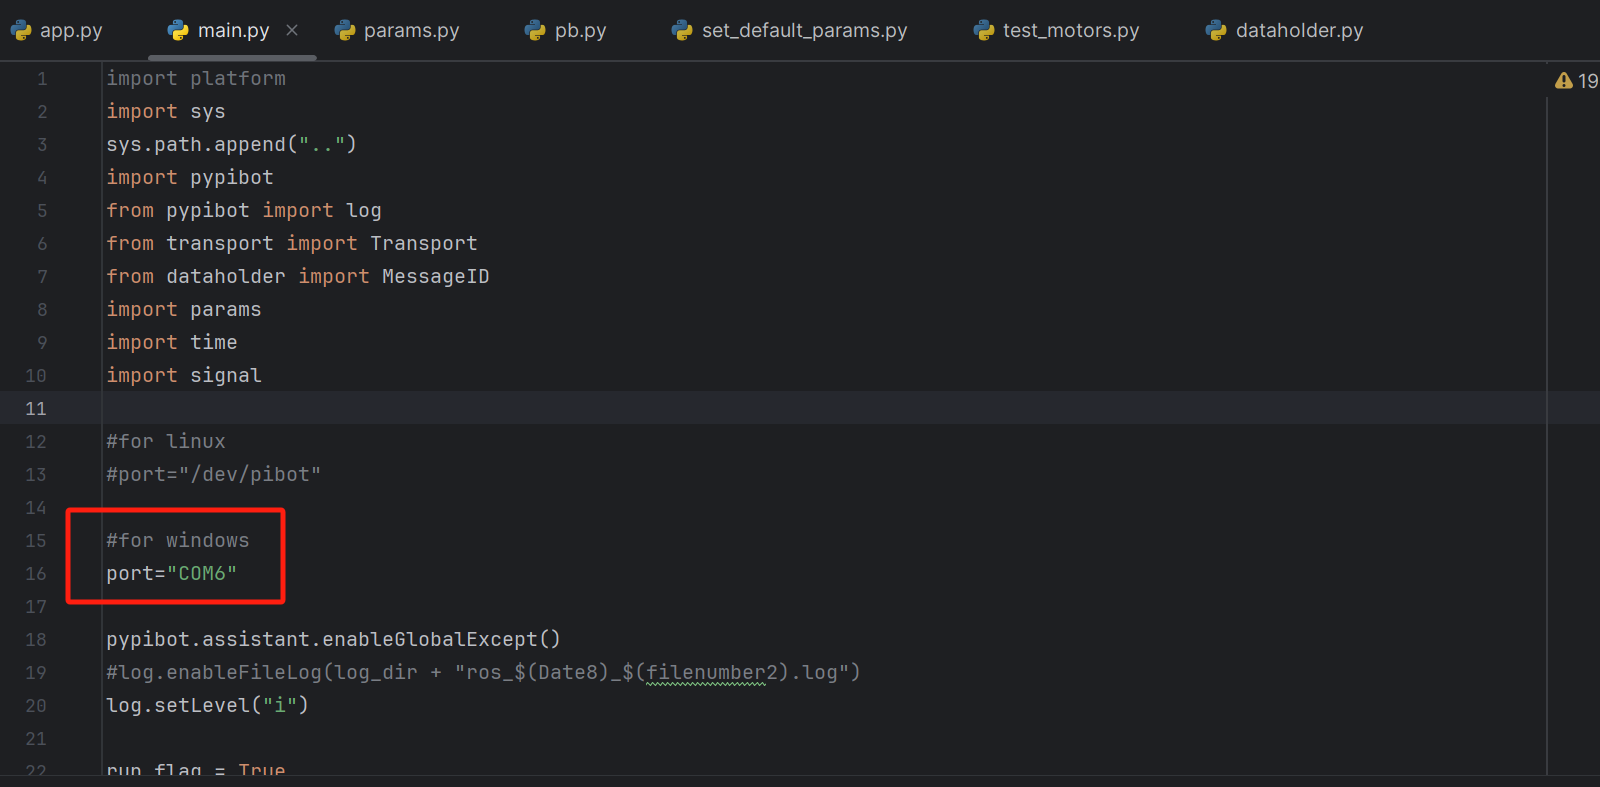 app.py main.py params.py pb.py set_default_params.py test_motors.py dataholder.py
19
1 import platform
2 import sys
3 sys.path.append("..")
4 import pypibot
5 from pypibot import log
6 from transport import Transport
7 from dataholder import MessageID
8 import params
9 import time
10 import signal
11
12 #for linux
13 #port="/dev/pibot"
14
15 #for windows
16 port="COM6"
17
18 pypibot.assistant.enableGlobalExcept()
19 #log.enableFileLog(log_dir + "ros_$(Date8)_$(filenumber2).log")
20 log.setLevel("i")
21
22 run_flag = True